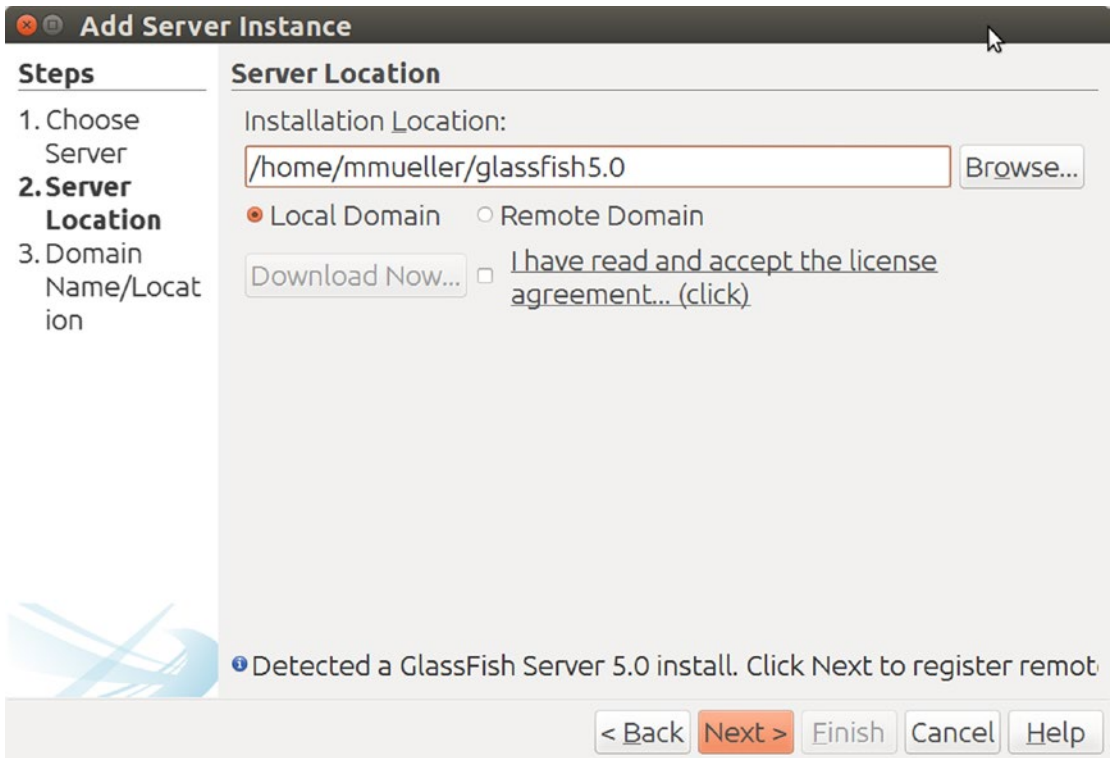 Add Server Instance
Steps
1. Choose
Server
2. Server
Location
3. Domain
Name/Locat
ion
Server Location
Installation Location:
/home/mmueller/glassfish5.0
Browse...
Local Domain
Remote Domain
Download Now...
I have read and accept the license
agreement... (click)
Detected a GlassFish Server 5.0 install. Click Next to register remot
< Back
Next >
Finish
Cancel
Help